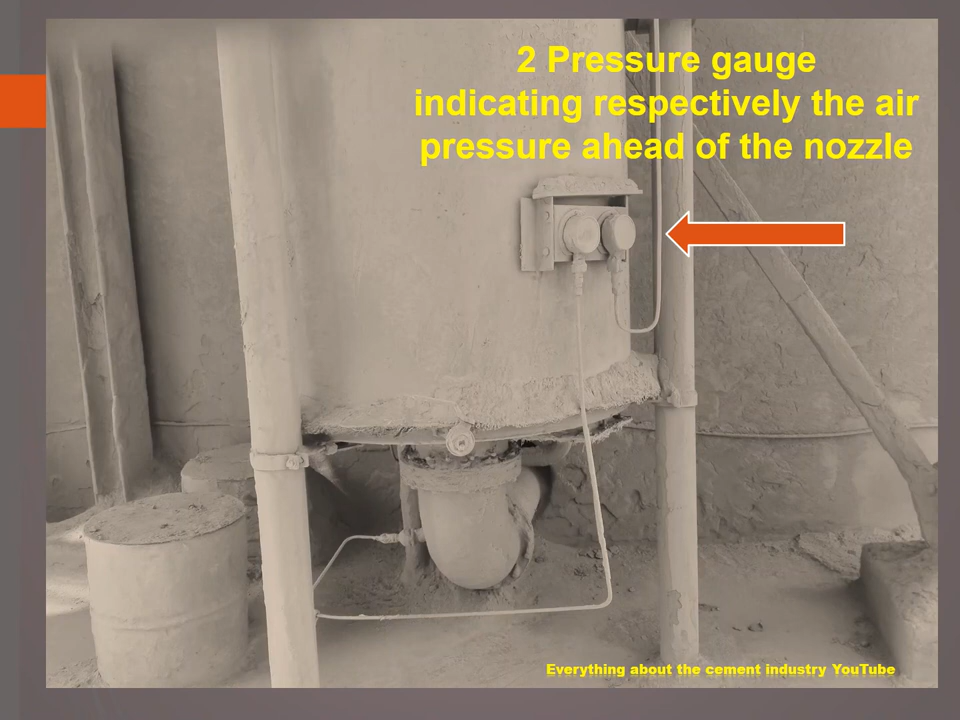 2 Pressure gauge
indicating respectively the air
pressure ahead of the nozzle
Everything about the cement industry YouTube